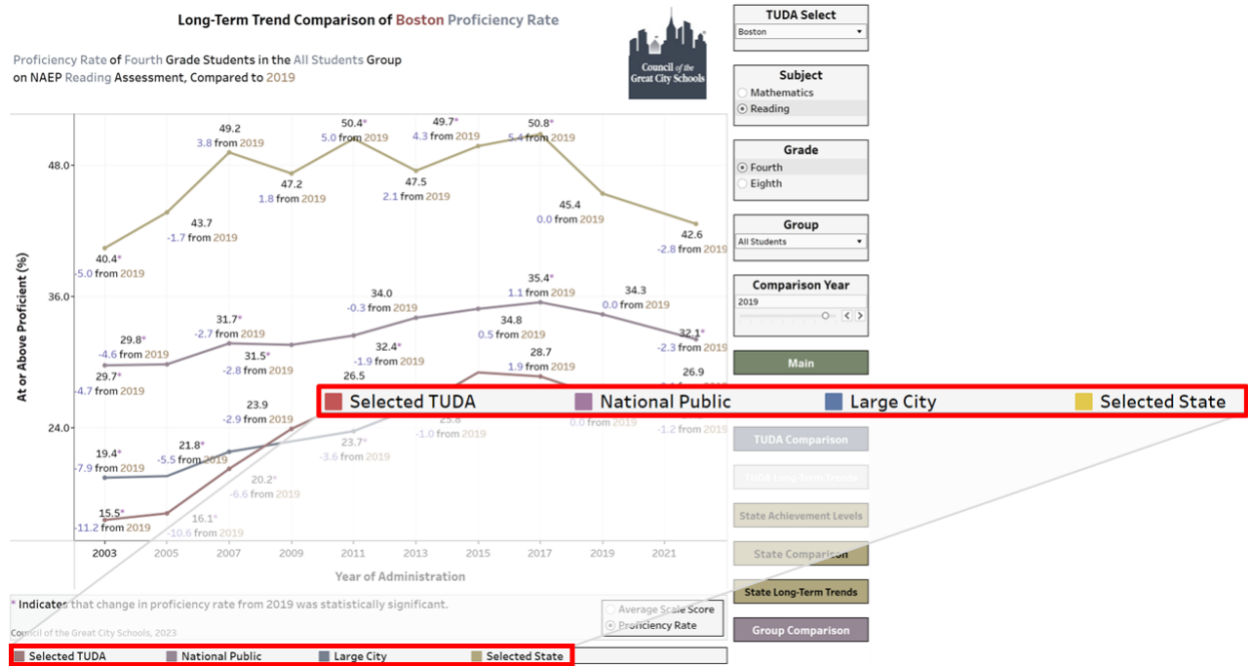 Long-Term Trend Comparison of Boston Proficiency Rate
Proficiency Rate of Fourth Grade Students in the All Students Group
on NAEP Reading Assessment, Compared to 2019
Council of the
Great City Schools
TUDA Select
Boston
Subject
Mathematics
Reading
Grade
Fourth
Eighth
Group
All Students
Comparison Year
2019
Main
TUDA Comparison
TUDA Long-Term Trends
State Achievement Levels
State Comparison
State Long-Term Trends
Group Comparison
At or Above Proficient (%)
48.0
36.0
24.0
40.4*
-5.0 from 2019
43.7
-1.7 from 2019
49.2
3.8 from 2019
47.2
1.8 from 2019
50.4*
5.0 from 2019
47.5
2.1 from 2019
49.7*
4.3 from 2019
50.8*
5.4 from 2019
45.4
0.0 from 2019
42.6
-2.8 from 2019
29.8*
-4.6 from 2019
29.7*
-4.7 from 2019
31.7*
-2.7 from 2019
31.5*
-2.8 from 2019
34.0
-0.3 from 2019
32.4*
-1.9 from 2019
35.4*
1.1 from 2019
34.8
0.5 from 2019
34.3
0.0 from 2019
32.1*
-2.3 from 2019
28.7
1.9 from 2019
26.9
26.5
23.9
-2.9 from 2019
Selected TUDA National Public Large City Selected State
25.8
-1.0 from 2019
0.0 from 2019
-1.2 from 2019
19.4*
-7.9 from 2019
21.8*
-5.5 from 2019
23.7*
-3.6 from 2019
20.2*
-6.6 from 2019
15.5*
-11.2 from 2019
16.1*
-10.6 from 2019
2003 2005 2007 2009 2011 2013 2015 2017 2019 2021
Year of Administration
* Indicates that change in proficiency rate from 2019 was statistically significant.
Average Scale Score
Proficiency Rate
Council of the Great City Schools, 2023
Selected TUDA National Public Large City Selected State